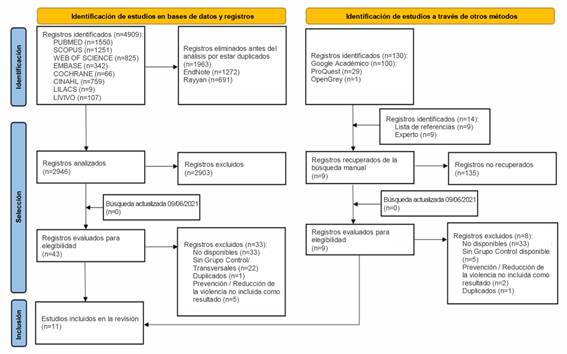 Identificación de estudios en bases de datos y registros
Identificación de estudios a través de otros métodos
Identificación
Registros identificados (n=4909)
PUBMED (n=1550)
SCOPUS (n=1251)
WEB OF SCIENCE (n=825)
EMBASE (n=342)
COCHRANE (n=66)
CINAHL (n=759)
LILACS (n=9)
LIVIVO (n=107)
Registros eliminados antes del
análisis por estar duplicados
(n=1963)
EndNote (n=1272)
Rayyan (n=691)
Registros identificados (n=130)
Google Académico (n=100)
ProQuest (n=29)
OpenGrey (n=1)
Registros identificados (n=14):
Lista de referencias (n=9)
Experto (n=9)
Selección
Registros analizados
(n=2946)
Registros excluidos
(n=2903)
Registros recuperados de la
búsqueda manual
(n=9)
Registros no recuperados
(n=135)
Búsqueda actualizada 09/06/2021
(n=0)
Búsqueda actualizada 09/06/2021
(n=0)
Registros evaluados para
elegibilidad
(n=43)
Registros excluidos (n=33):
No disponibles (n=33)
Sin Grupo Control/
Transversales (n=22)
Duplicados (n=1)
Prevención / Reducción de
la violencia no incluida como
resultado (n=5)
Registros evaluados para
elegibilidad
(n=9)
Registros excluidos (n=8):
No disponibles (n=33)
Sin Grupo Control disponible
(n=5)
Prevención / Reducción de
la violencia no incluida como
resultado (n=2)
Duplicados (n=1)
Inclusión
Estudios incluidos en la revisión
(n=11)